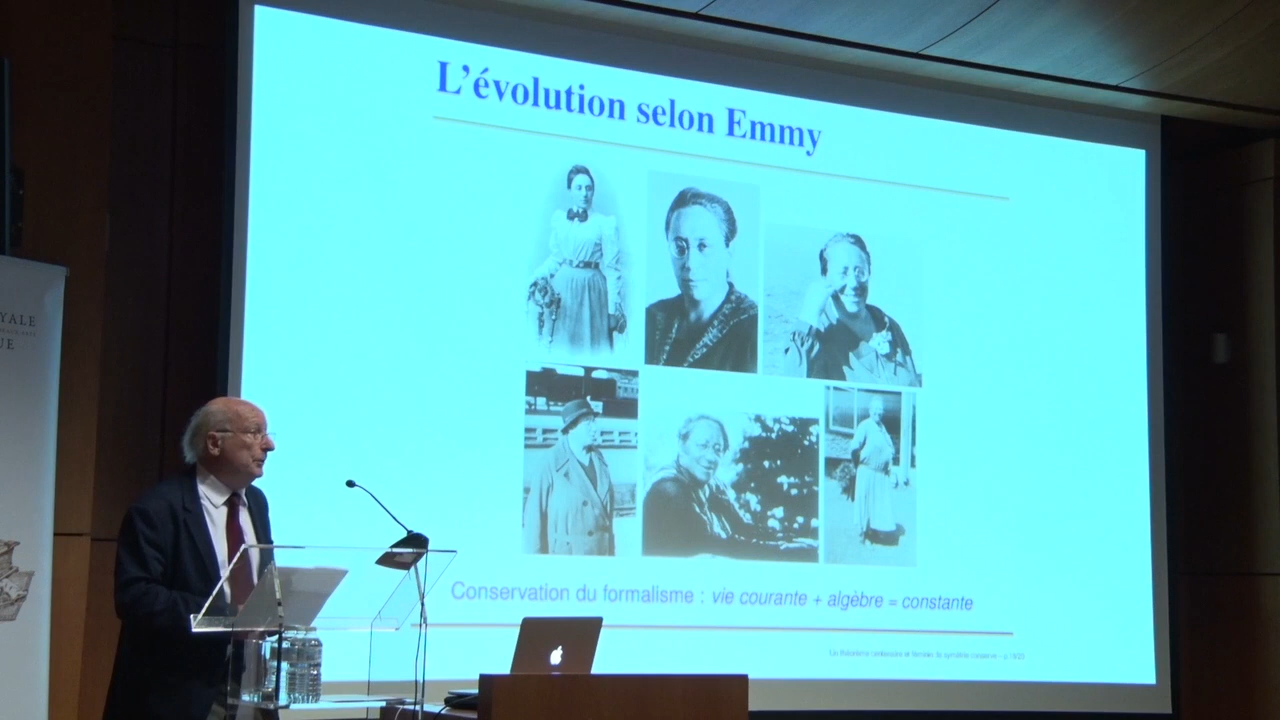 L'évolution selon Emmy
YALE
UE
Conservation du formalisme : vie courante + algèbre = constante